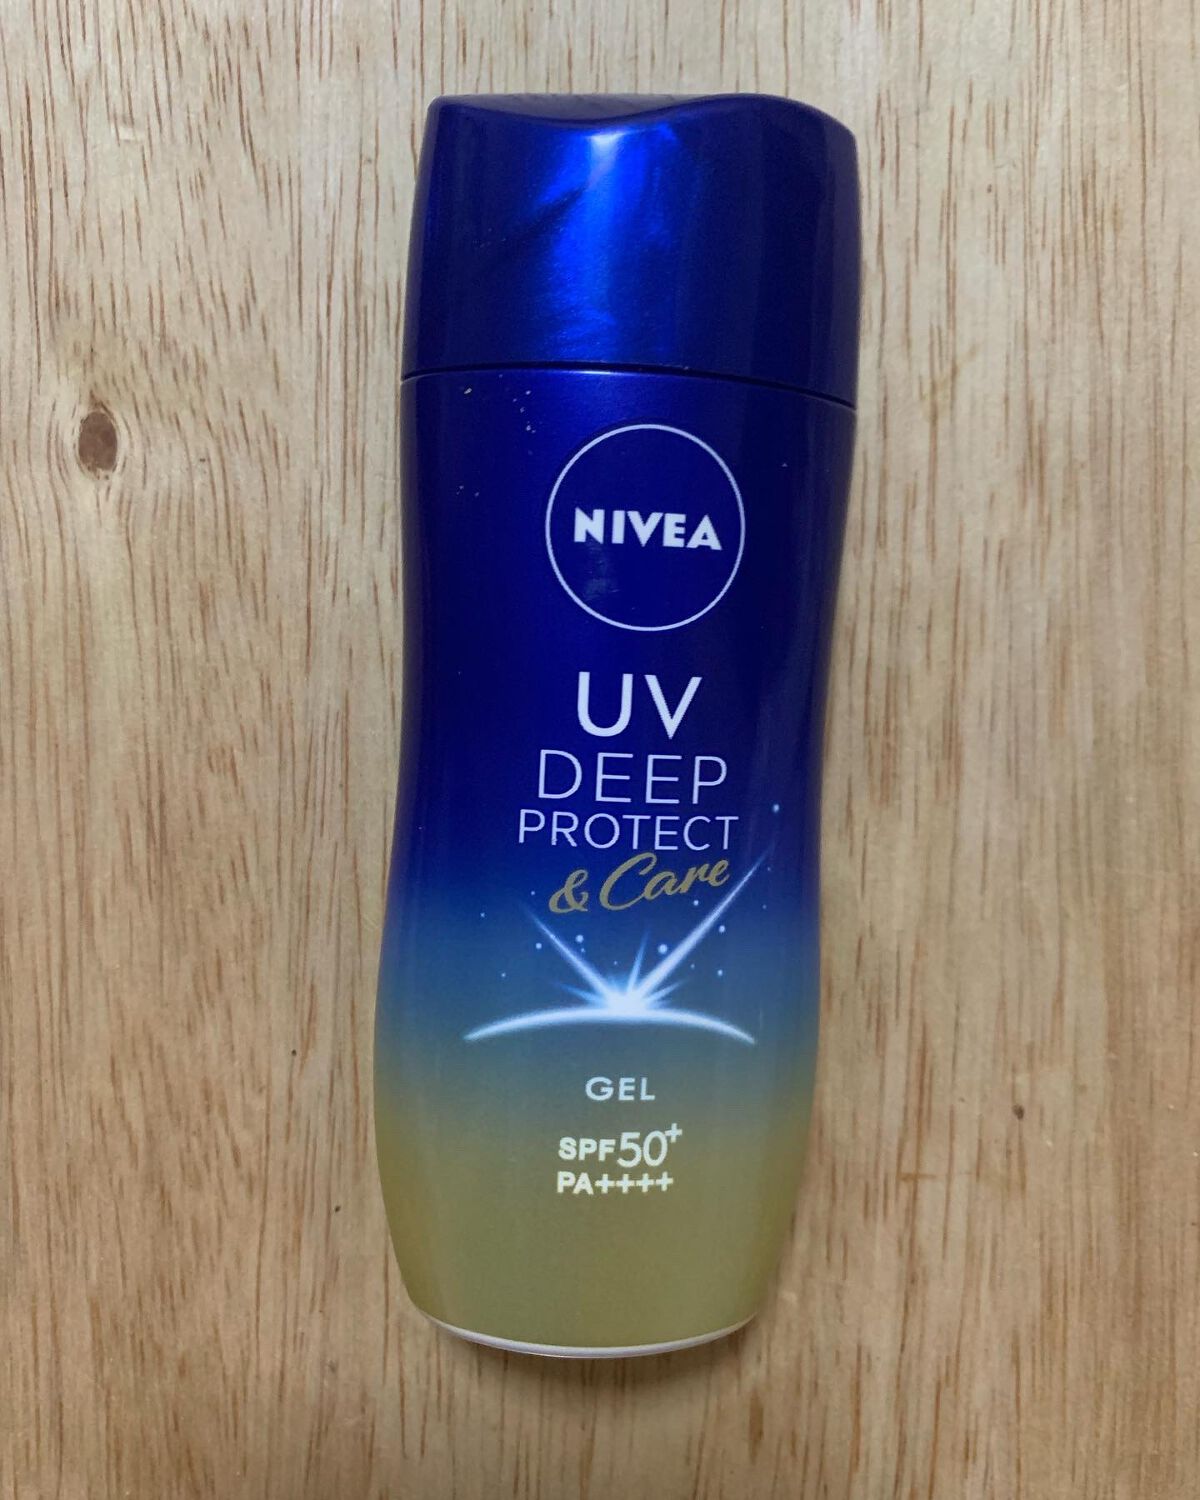 NIVEA
UV
DEEP
PROTECT
& Care
GEL
SPF50+
PA++++